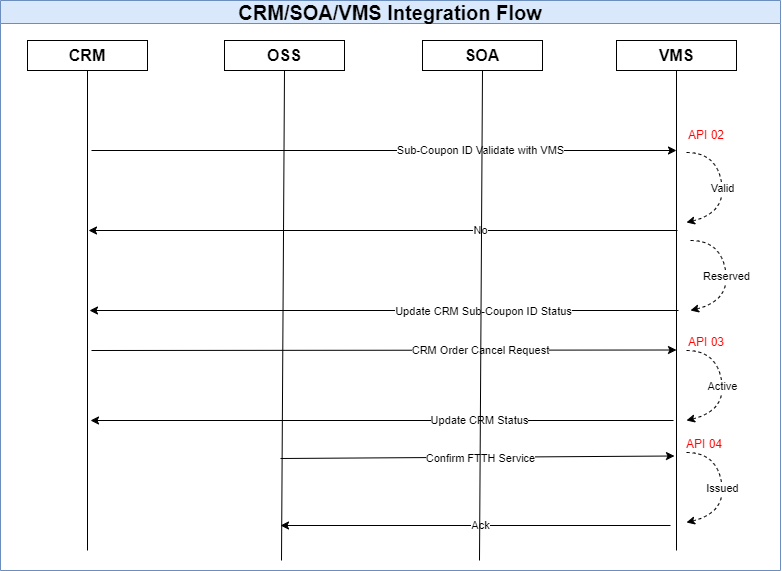 CRM/SOA/VMS Integration Flow
CRM
OSS
SOA
VMS
API 02
Sub-Coupon ID Validate with VMS
Valid
No
Reserved
Update CRM Sub-Coupon ID Status
API 03
CRM Order Cancel Request
Active
Update CRM Status
API 04
Confirm FTTH Service
Issued
Ack